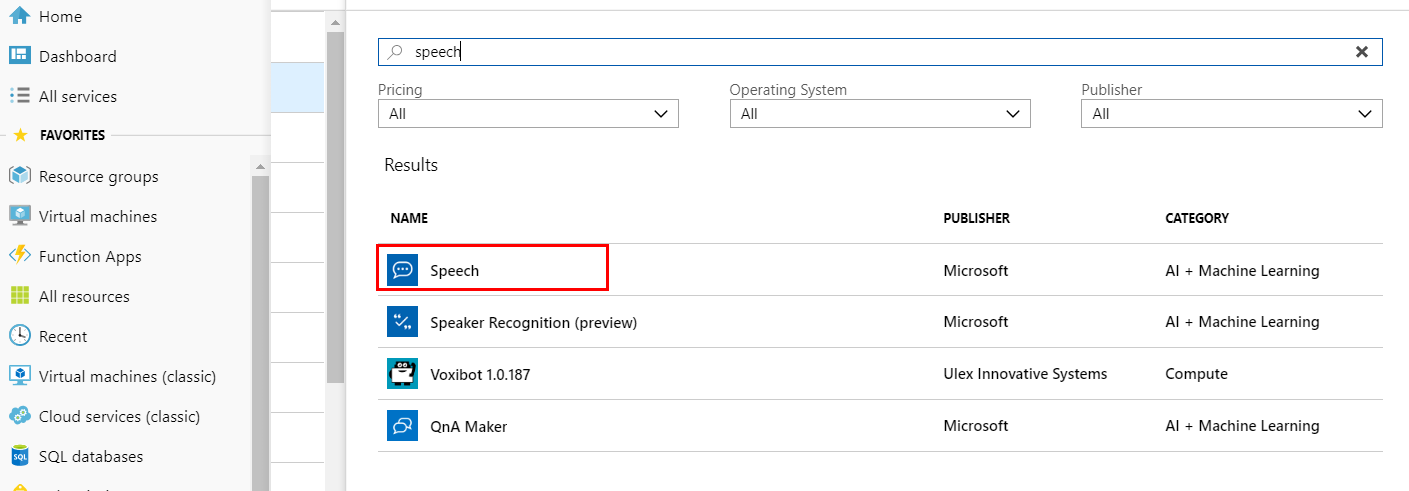 Home
Dashboard
All services
FAVORITES
Resource groups
Virtual machines
Function Apps
All resources
Recent
Virtual machines (classic)
Cloud services (classic)
SQL databases
speech
Pricing Operating System Publisher
All All All
Results
NAME PUBLISHER CATEGORY
Speech Microsoft AI + Machine Learning
Speaker Recognition (preview) Microsoft AI + Machine Learning
Voxibot 1.0.187 Ulex Innovative Systems Compute
QnA Maker Microsoft AI + Machine Learning